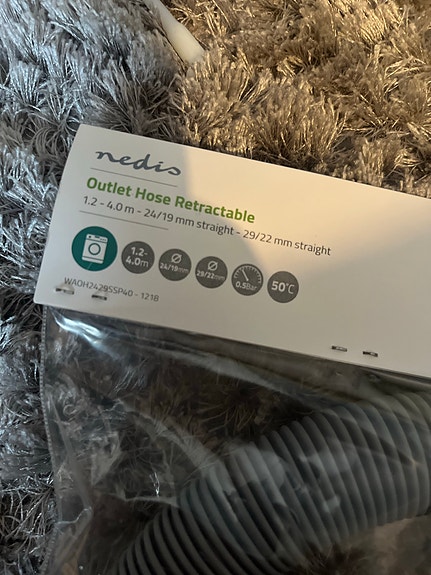 nedis
Outlet Hose Retractable
1.2 - 4.0 m - 24/19 mm straight - 29/22 mm straight
1.2-
4.0m
Ø
24/19mm
Ø
29/22mm
0.5Bar
50°C
WAOH2429SSP40 - 1218